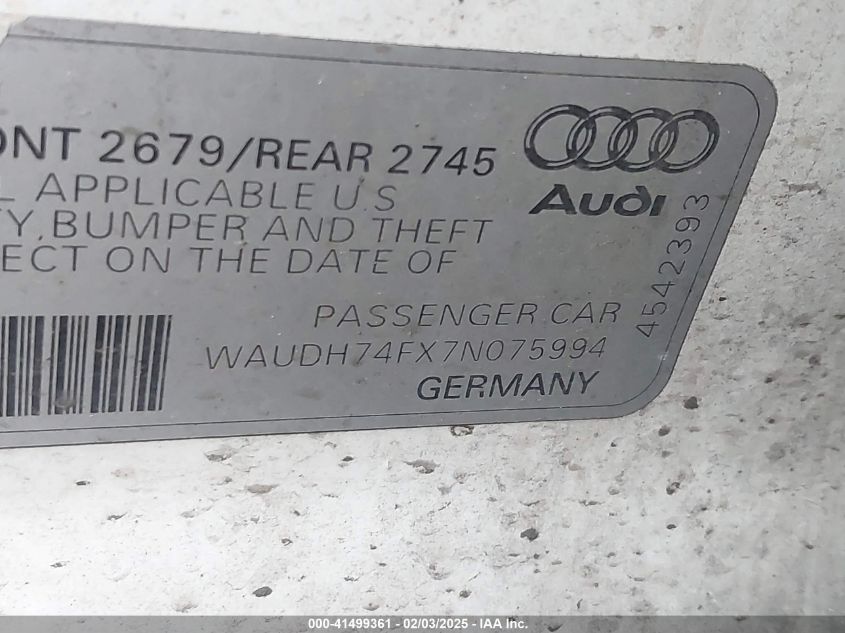 ONT 2679/REAR 2745
L APPLICABLE U.S
TY, BUMPER AND THEFT
ECT ON THE DATE OF
Audi
4542393
PASSENGER CAR
WAUDH74FX7N075994
GERMANY
000-41499361 - 02/03/2025 - IAA Inc.